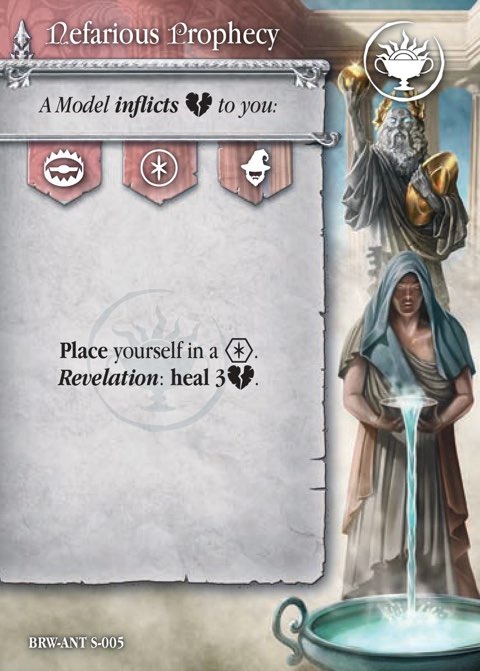 Nefarious Prophecy
A Model inflicts to you:
Place yourself in a .
Revelation: heal 3.
BRW-ANT S-005